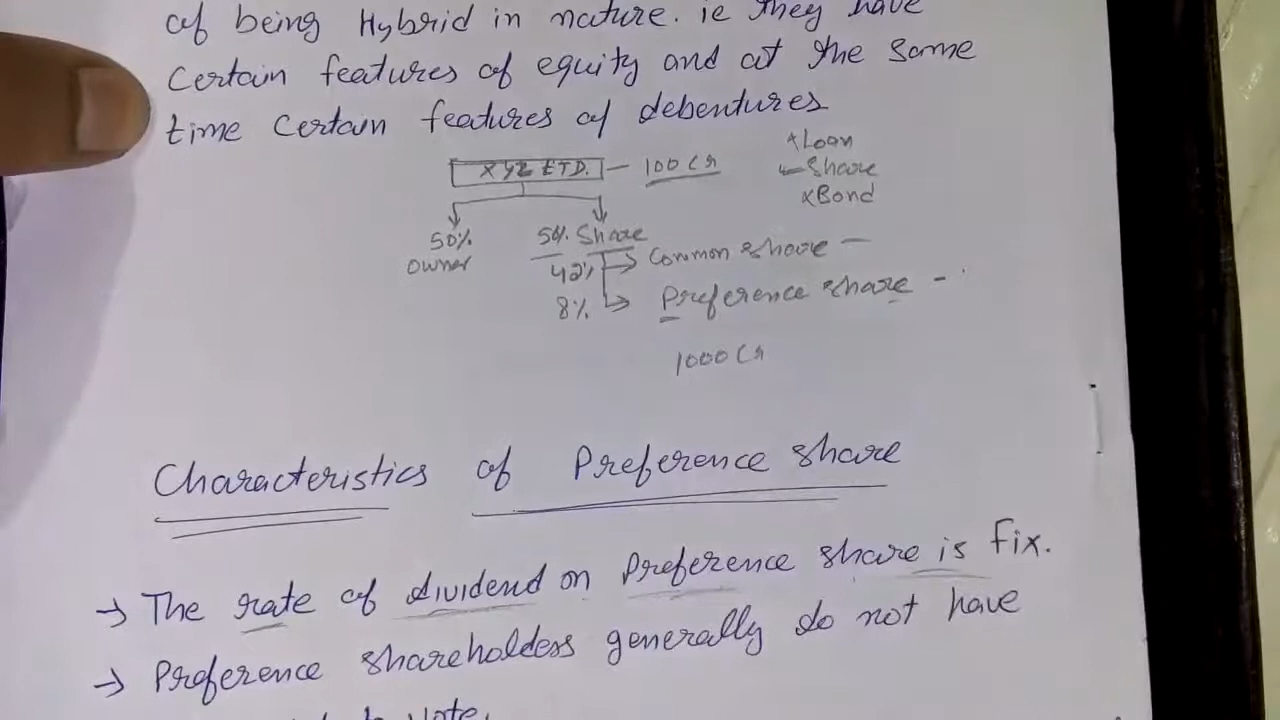 of being Hybrid in nature. ie they have
Certain features of equity and at the same
time Certain features of debentures
XYZ LTD. — 100 Cr
Loan
Share
x Bond
50%
Owner
50% Share
42% → Common share —
8% → Preference share -
1000 Cr
Characteristics of Preference share
→ The rate of dividend on Preference share is fix.
→ Preference shareholders generally do not have
to vote.